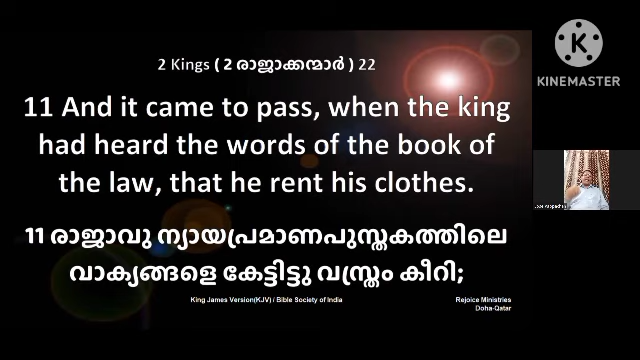 2 Kings ( 2 രാജാക്കന്മാർ ) 22
KINEMASTER
11 And it came to pass, when the king
had heard the words of the book of
the law, that he rent his clothes.
11 രാജാവു ന്യായപ്രമാണപുസ്തകത്തിലെ
വാക്യങ്ങളെ കേട്ടിട്ടു വസ്ത്രം കീറി;
King James Version(KJV) / Bible Society of India
Rejoice Ministries
Doha-Qatar